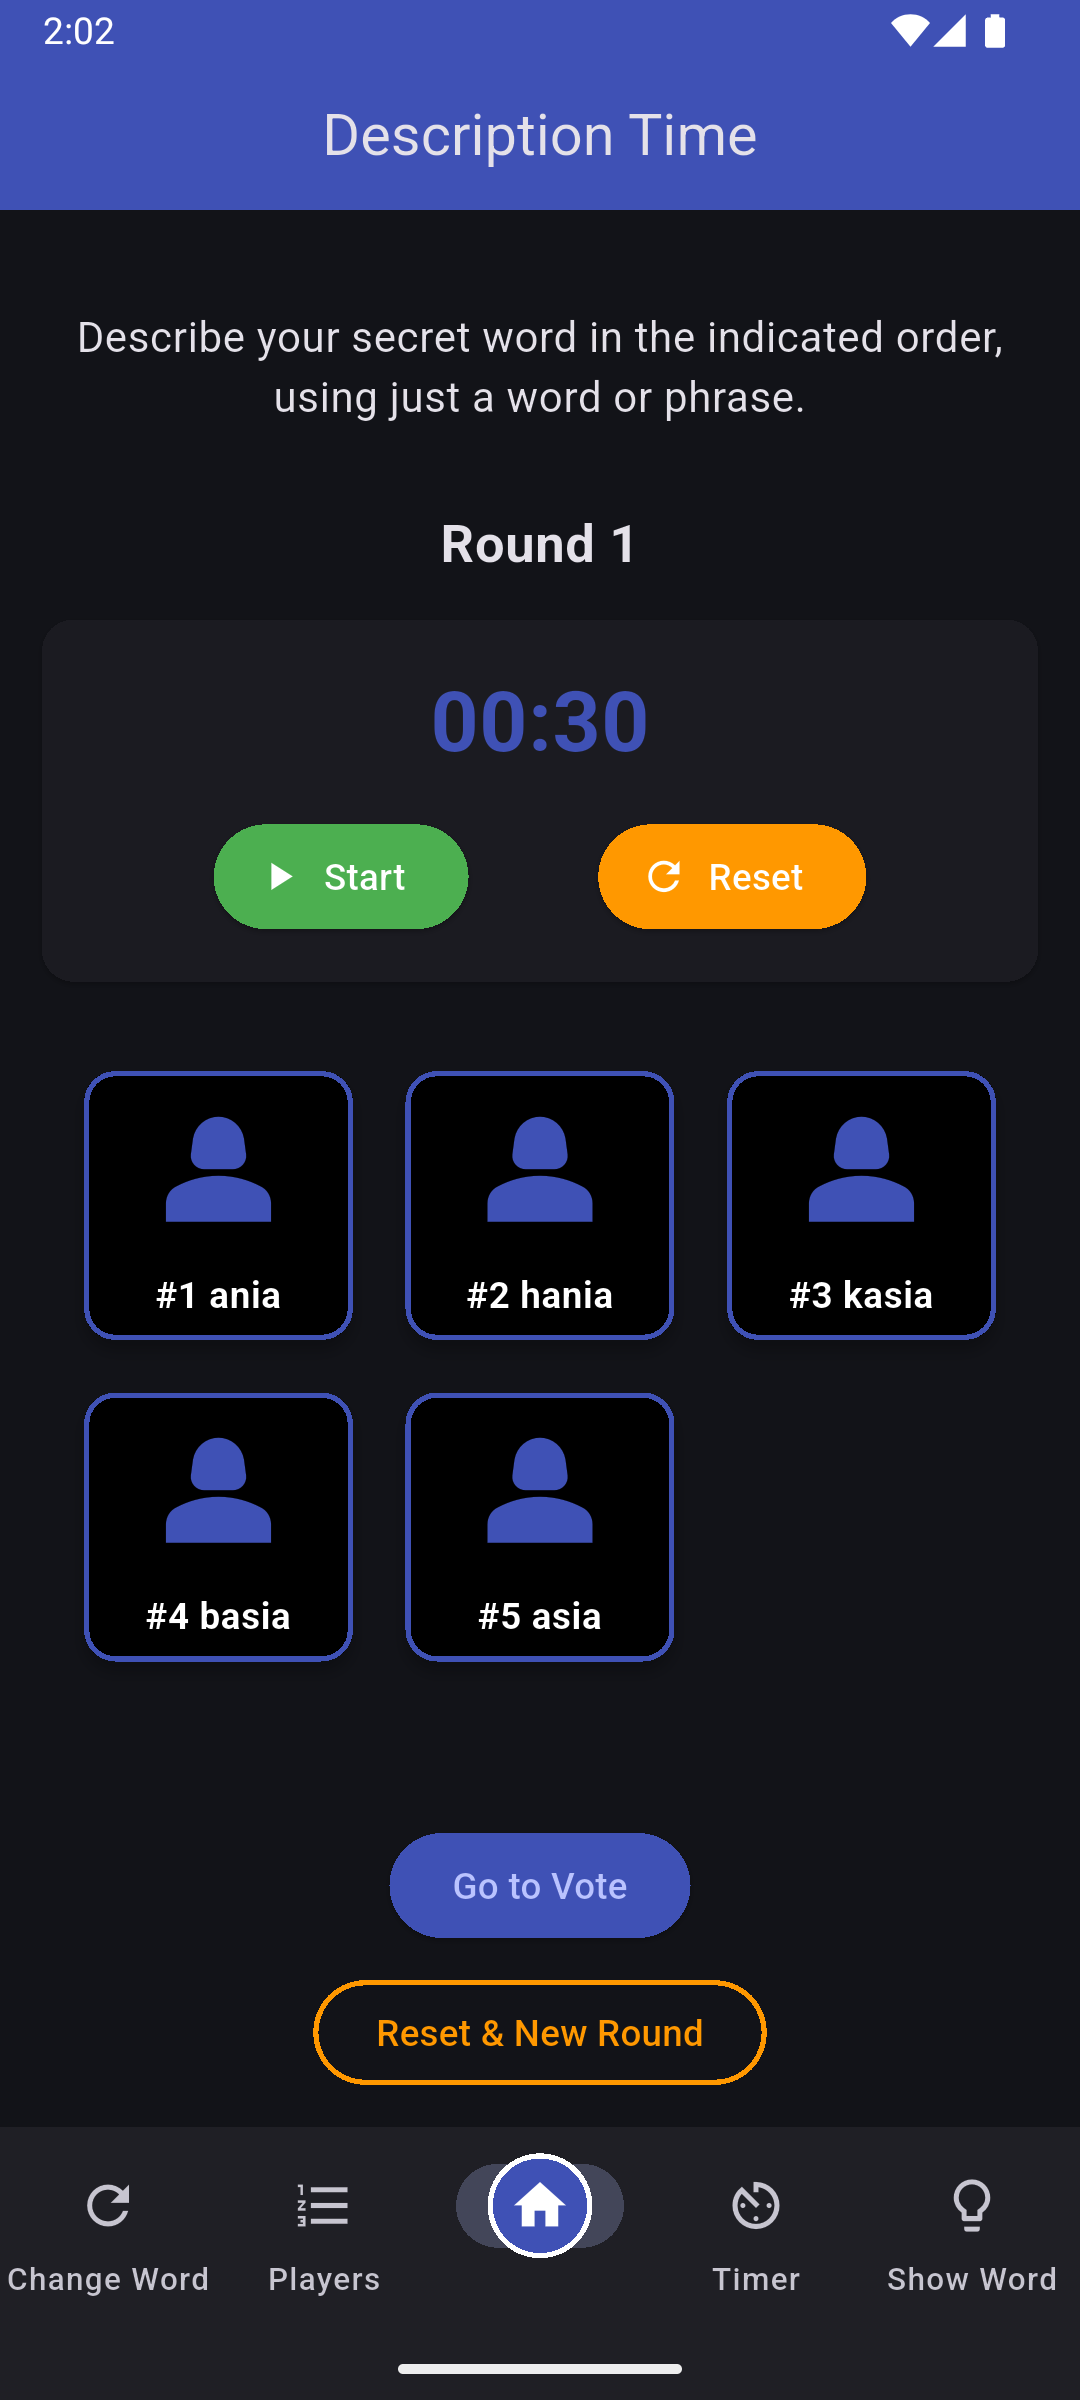 2:02
Description Time
Describe your secret word in the indicated order,
using just a word or phrase.
Round 1
00:30
Start
Reset
#1 ania
#2 hania
#3 kasia
#4 basia
#5 asia
Go to Vote
Reset & New Round
Change Word
Players
Timer
Show Word